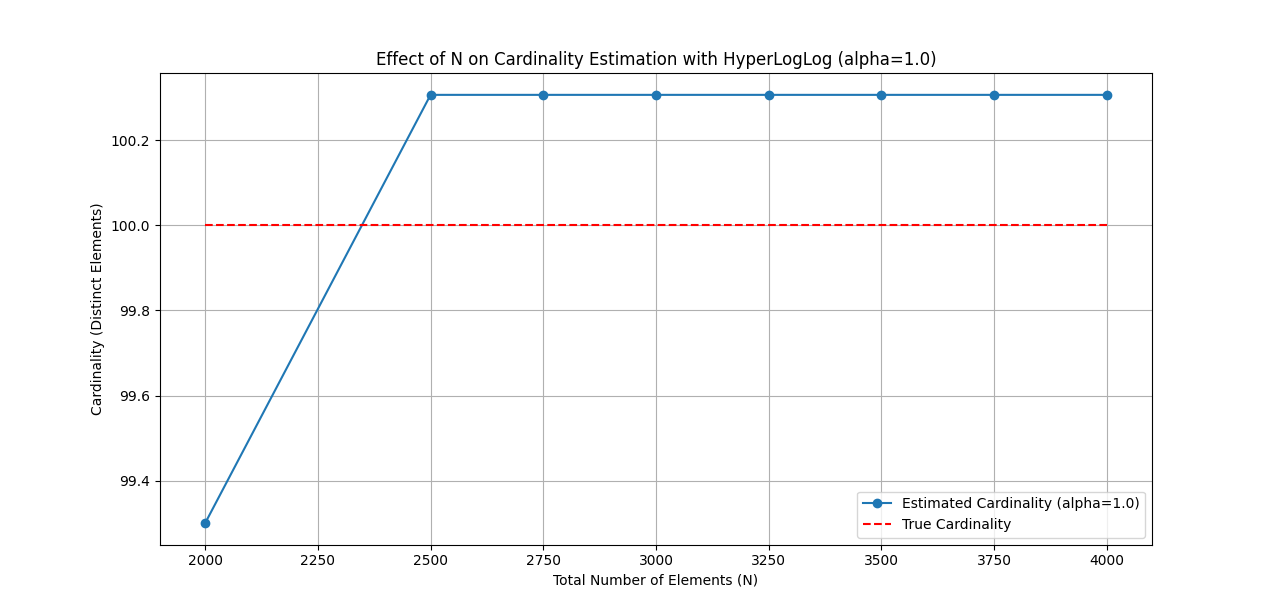 Effect of N on Cardinality Estimation with HyperLogLog (alpha=1.0)
Cardinality (Distinct Elements)
100.2
100.0
99.8
99.6
99.4
Estimated Cardinality (alpha=1.0)
True Cardinality
2000 2250 2500 2750 3000 3250 3500 3750 4000
Total Number of Elements (N)